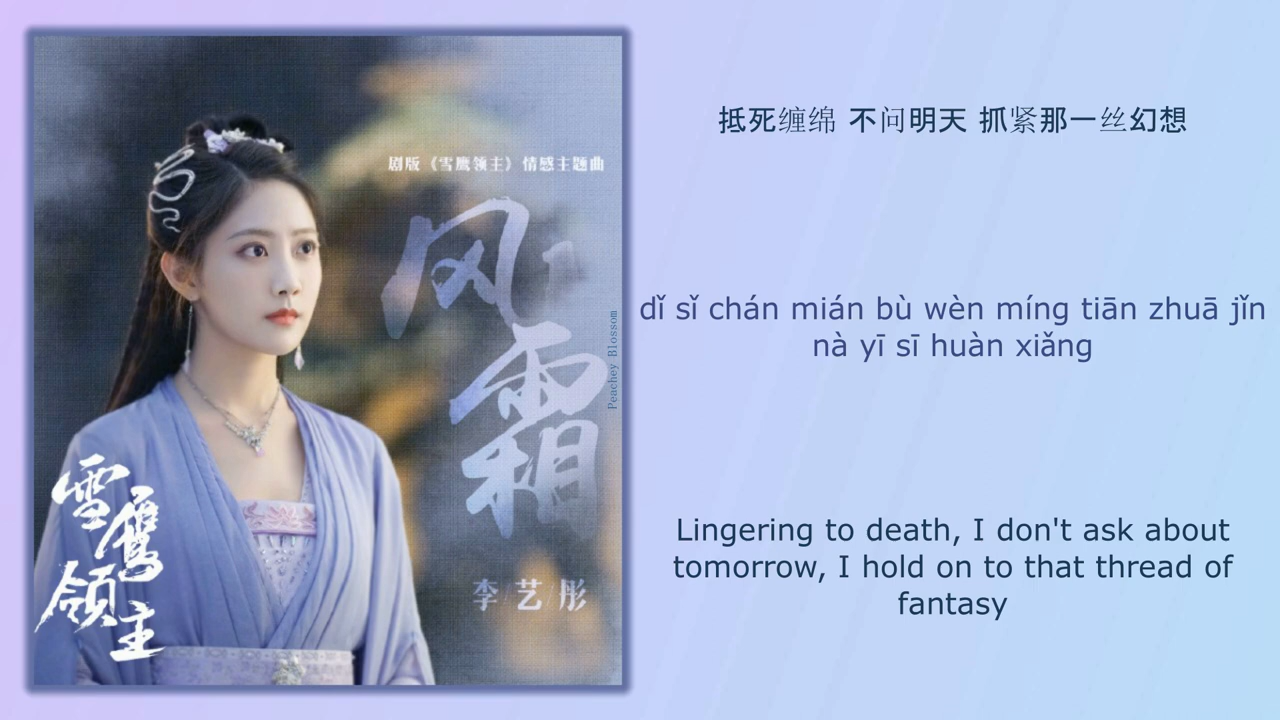 剧版《雪鹰领主》情感主题曲
风霜
Peachey Blossom
李/艺/彤
雪鹰领主
抵死缠绵 不问明天 抓紧那一丝幻想
dǐ sǐ chán mián bù wèn míng tiān zhuā jǐn
nà yī sī huàn xiǎng
Lingering to death, I don't ask about
tomorrow, I hold on to that thread of
fantasy